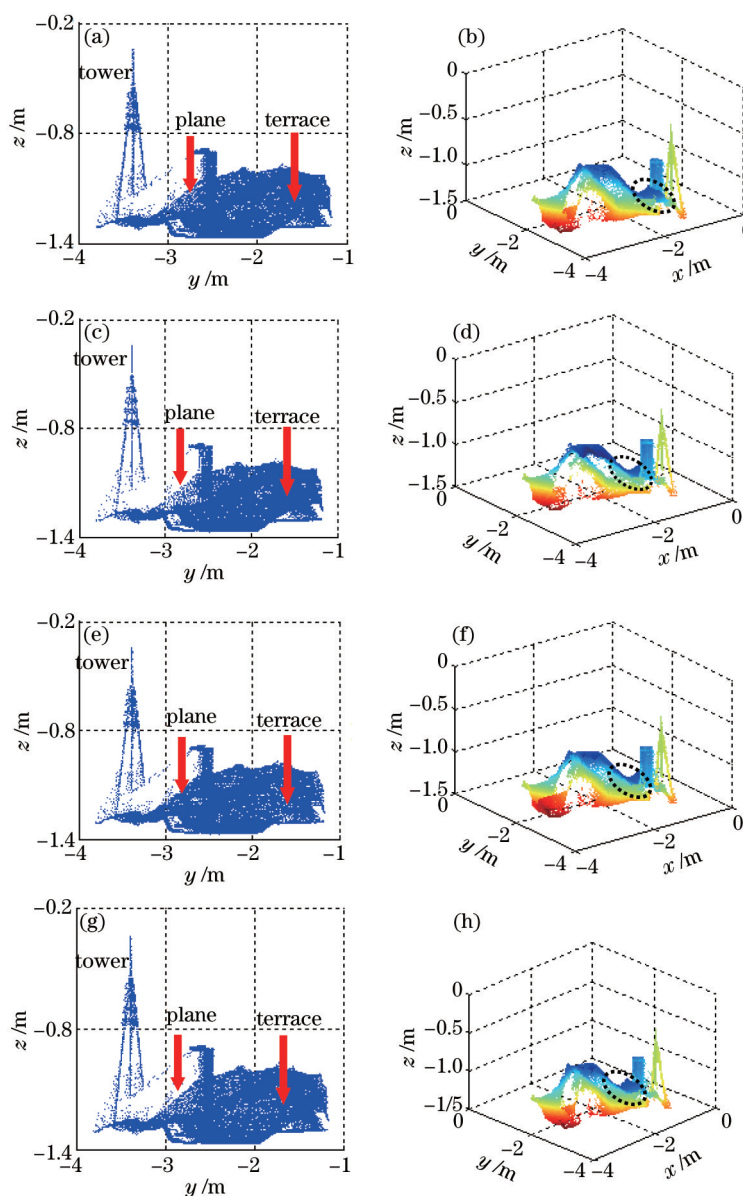 (a)
−0.2
tower
plane
terrace
−0.8
z /m
−1.4
−4
−3
−2
−1
y /m
(b)
0
−0.5
z /m
−1.0
−1.5
0
−2
y /m
−4
−4
−2
x /m
0
(c)
−0.2
tower
plane
terrace
−0.8
z /m
−1.4
−4
−3
−2
−1
y /m
(d)
0
−0.5
z /m
−1.0
−1.5
0
−2
y /m
−4
−4
−2
x /m
0
(e)
−0.2
tower
plane
terrace
−0.8
z /m
−1.4
−4
−3
−2
−1
y /m
(f)
0
−0.5
z /m
−1.0
−1.5
0
−2
y /m
−4
−4
−2
x /m
0
(g)
−0.2
tower
plane
terrace
−0.8
z /m
−1.4
−4
−3
−2
−1
y /m
(h)
0
−0.5
z /m
−1.0
−1/5
0
−2
y /m
−4
−4
−2
x /m
0